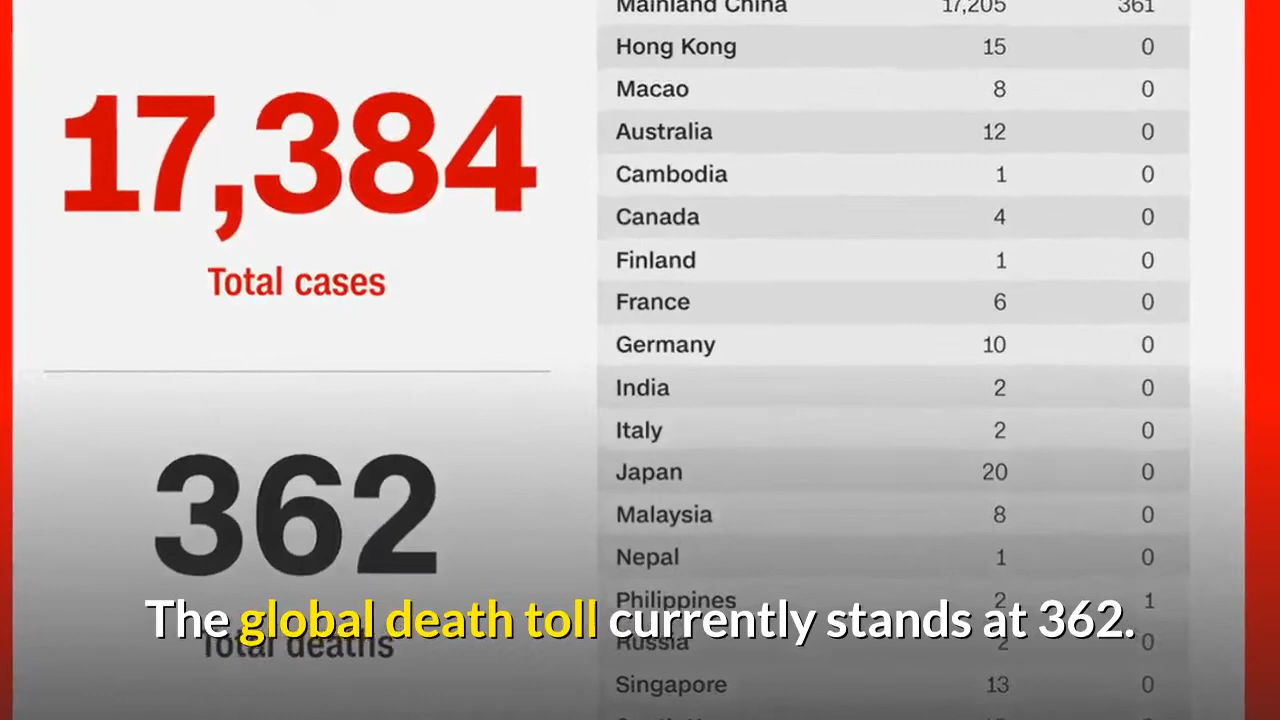 17,384
Total cases
362
Total deaths
Mainland China 17,205 361
Hong Kong 15 0
Macao 8 0
Australia 12 0
Cambodia 1 0
Canada 4 0
Finland 1 0
France 6 0
Germany 10 0
India 2 0
Italy 2 0
Japan 20 0
Malaysia 8 0
Nepal 1 0
Philippines 2 1
Russia 2 0
Singapore 13 0
The global death toll currently stands at 362.